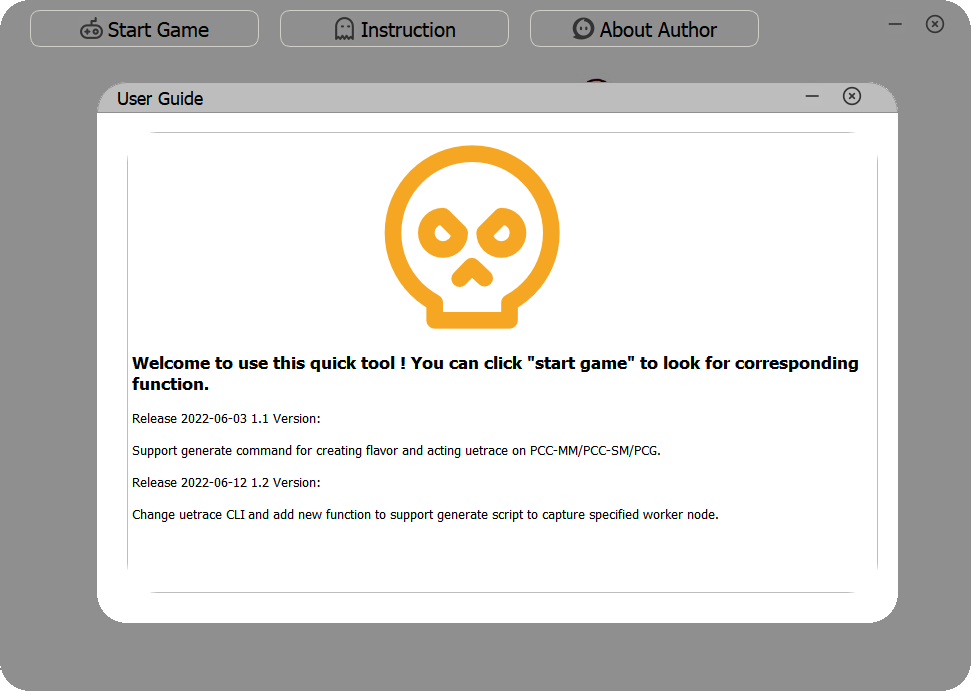 Start Game
Instruction
About Author
User Guide
Welcome to use this quick tool ! You can click "start game" to look for corresponding
function.
Release 2022-06-03 1.1 Version:
Support generate command for creating flavor and acting uetrace on PCC-MM/PCC-SM/PCG.
Release 2022-06-12 1.2 Version:
Change uetrace CLI and add new function to support generate script to capture specified worker node.